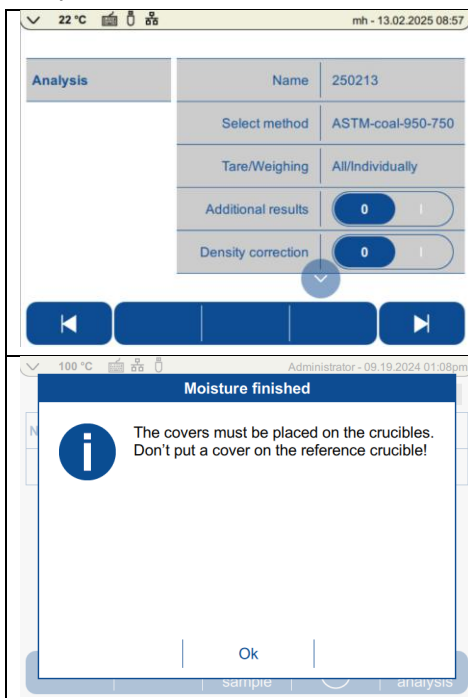 22 °C
mh - 13.02.2025 08:57
Analysis
Name 250213
Select method ASTM-coal-950-750
Tare/Weighing All/Individually
Additional results 0 I
Density correction 0 I
100 °C
Administrator - 09.19.2024 01:08pm
Moisture finished
N
i
The covers must be placed on the crucibles.
Don't put a cover on the reference crucible!
Ok
sample
analysis